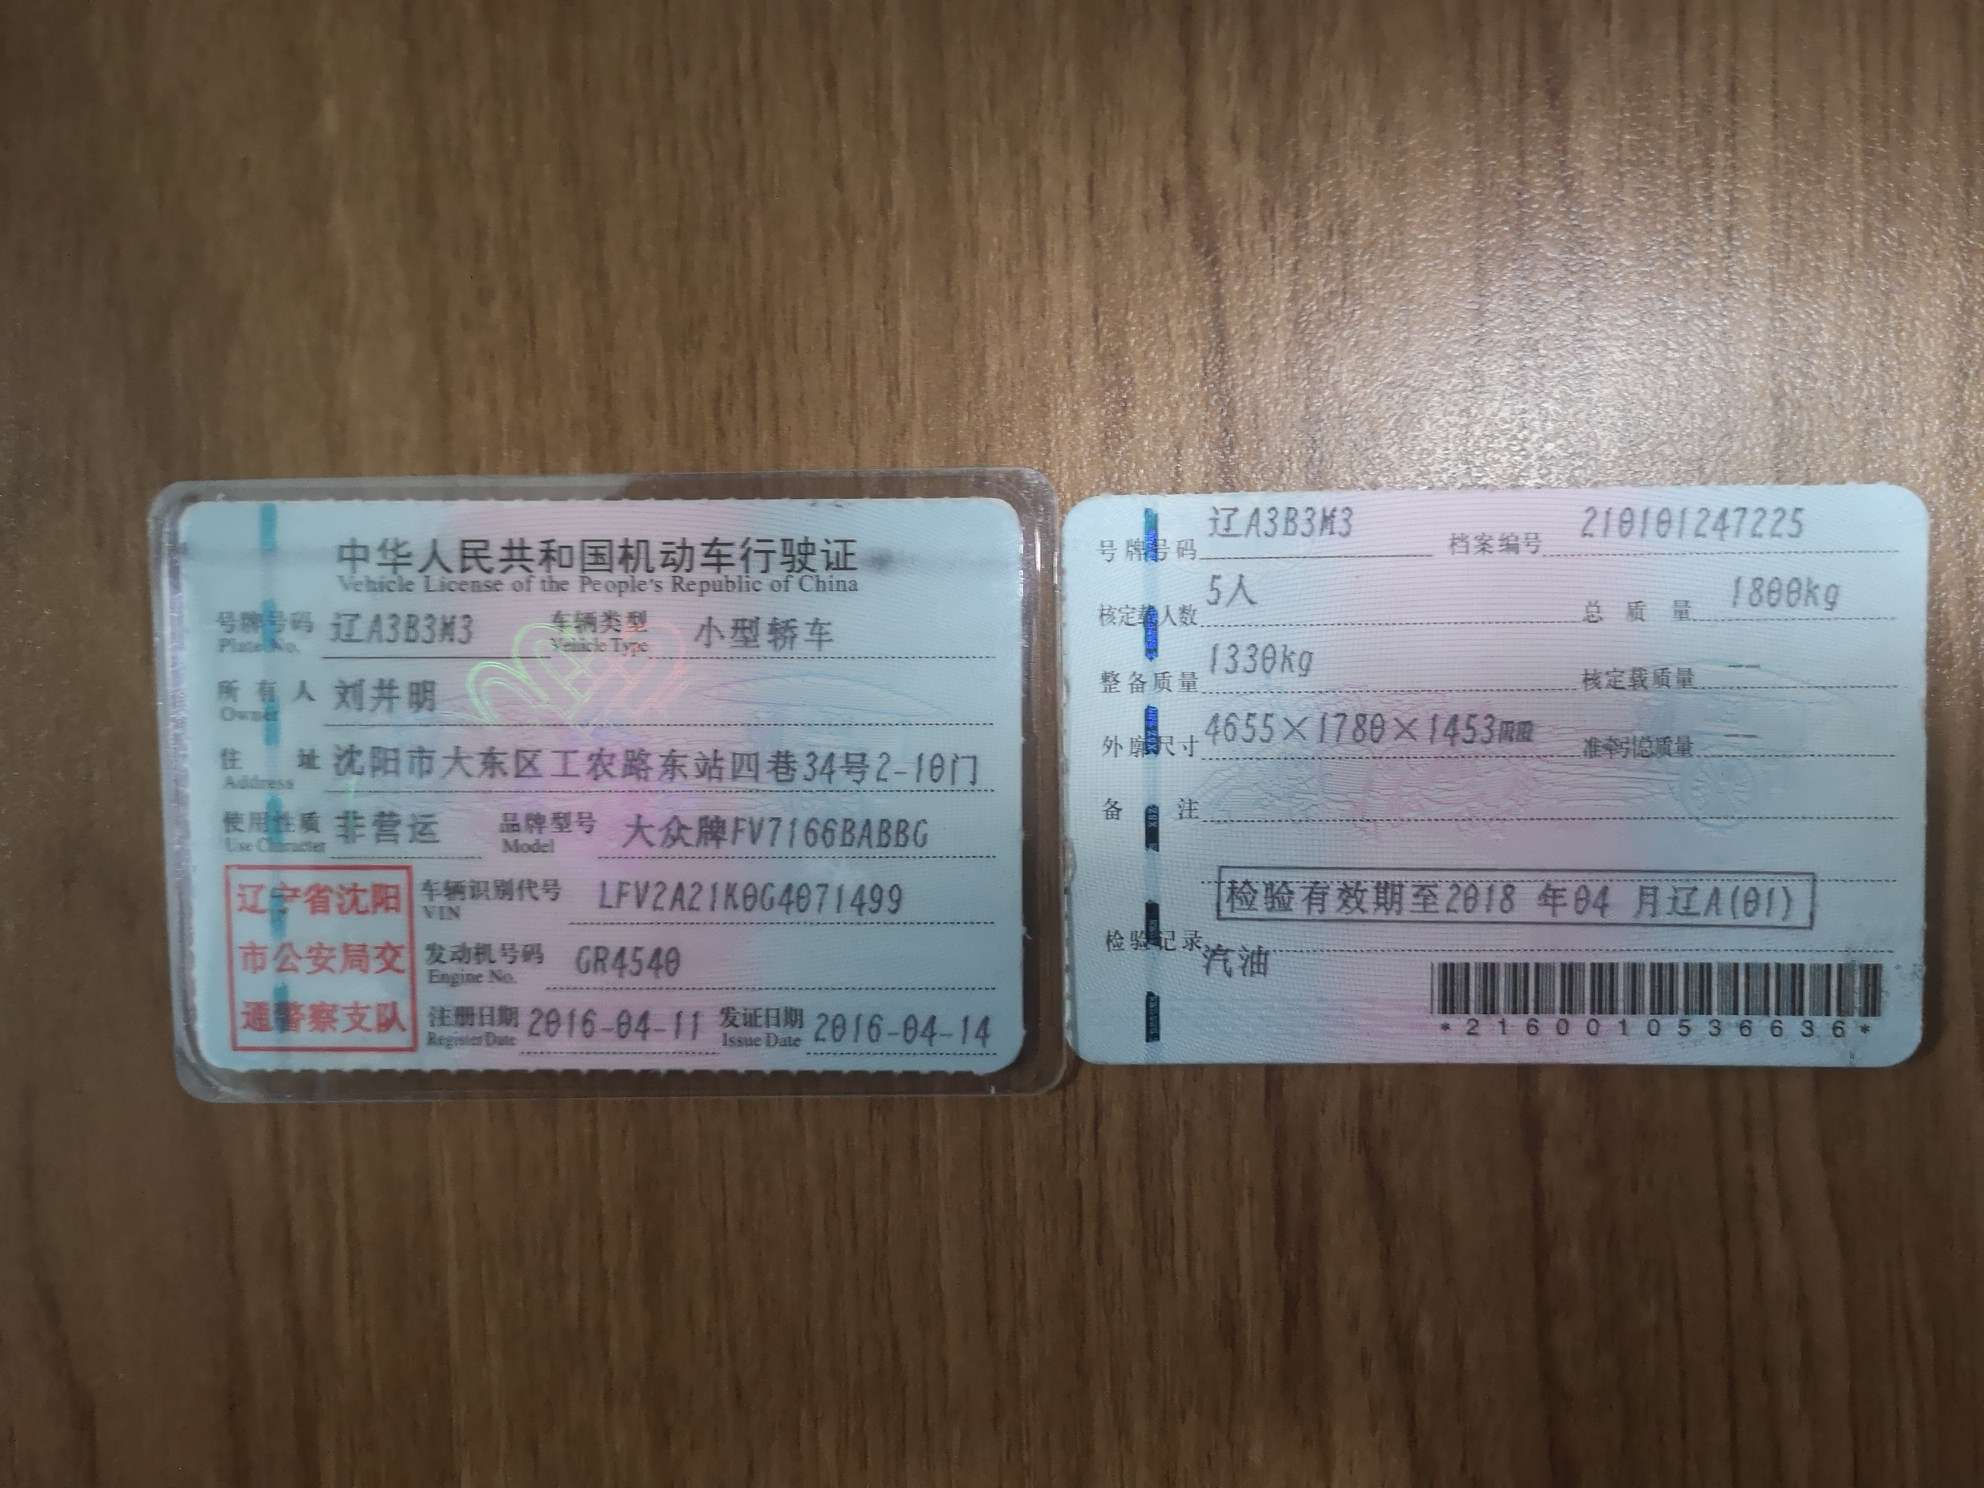 中华人民共和国机动车行驶证
Vehicle License of the People's Republic of China
号牌号码 辽A3B3M3 车辆类型 小型轿车
Plate No. Vehicle Type
所有人 刘井明
Owner
住址 沈阳市大东区工农路东站四巷34号2-10门
Address
使用性质 非营运 品牌型号 大众牌FV7166BABBG
Use Character Model
辽宁省沈阳
市公安局交
通警察支队
车辆识别代号 LFV2A21K0G4071499
VIN
发动机号码 GR4540
Engine No.
注册日期 2016-04-11 发证日期 2016-04-14
Register Date Issue Date
号牌号码 辽A3B3M3 档案编号 210101247225
核定载人数 5人 总质量 1800kg
整备质量 1330kg 核定载质量 --
外廓尺寸 4655×1780×1453mm 准牵引总质量 --
备注
检验有效期至2018 年04 月辽A(01)
检验记录
汽油
*2160010536636*